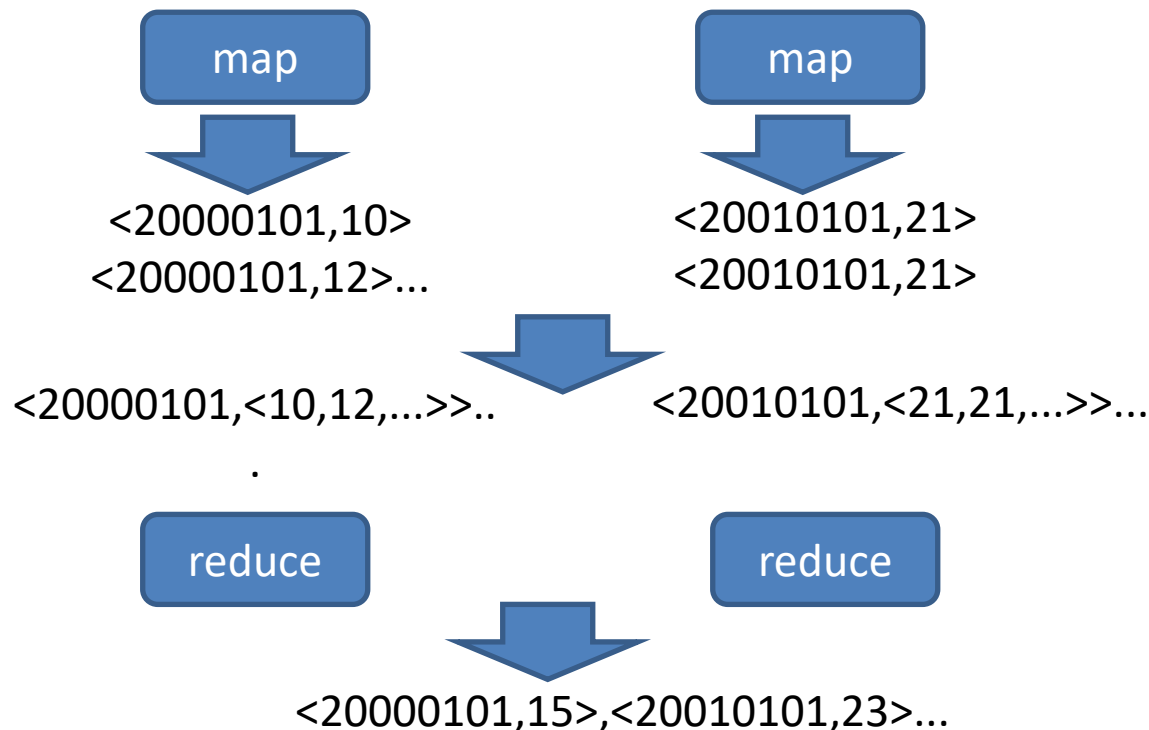 map
map
<20000101,10>
<20010101,21>
<20000101,12>...
<20010101,21>
<20000101,<10,12,...>>..
<20010101,<21,21,...>>...
.
reduce
reduce
<20000101,15>,<20010101,23>...